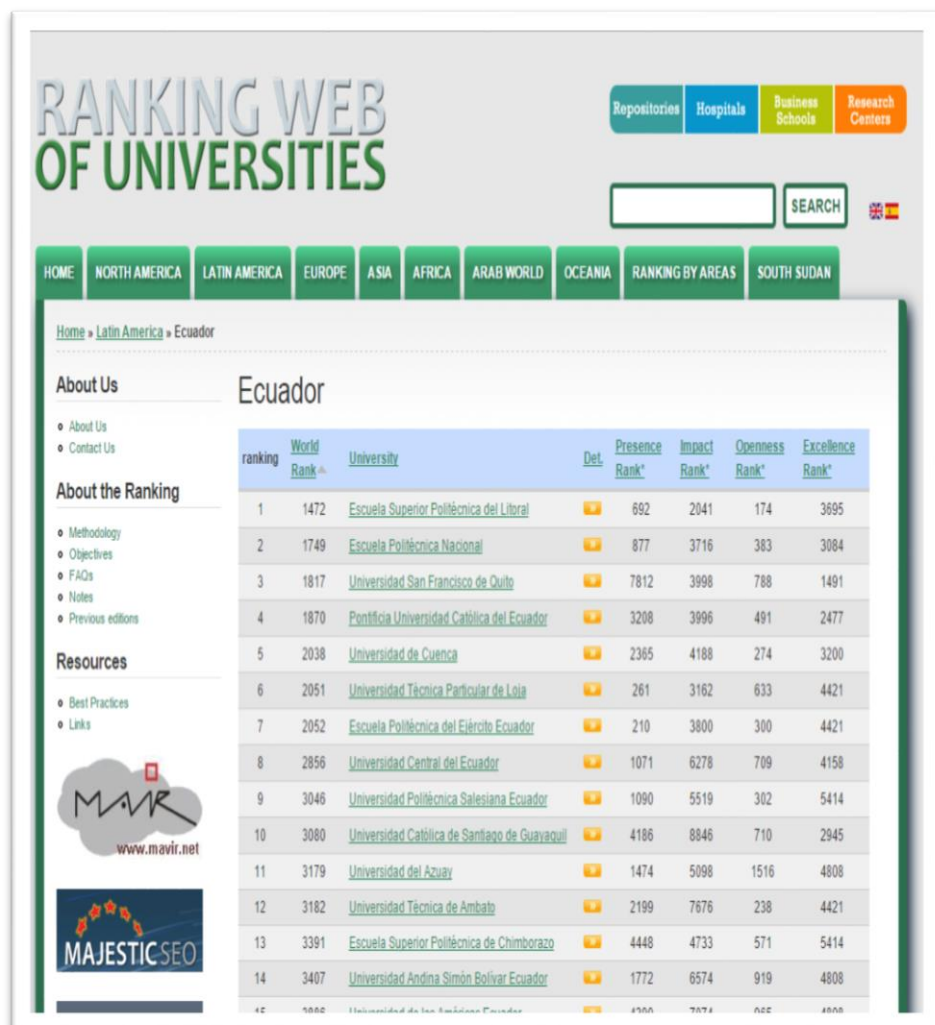 RANKING WEB
OF UNIVERSITIES
Repositories Hospitals Business Schools Research Centers
SEARCH
HOME NORTH AMERICA LATIN AMERICA EUROPE ASIA AFRICA ARAB WORLD OCEANIA RANKING BY AREAS SOUTH SUDAN
Home » Latin America » Ecuador
About Us
About Us
Contact Us
About the Ranking
Methodology
Objectives
FAQs
Notes
Previous editions
Resources
Best Practices
Links
MAVIR
www.mavir.net
MAJESTIC SEO
Ecuador
ranking World Rank University Det. Presence Rank* Impact Rank* Openness Rank* Excellence Rank*
1 1472 Escuela Superior Politécnica del Litoral 692 2041 174 3695
2 1749 Escuela Politécnica Nacional 877 3716 383 3084
3 1817 Universidad San Francisco de Quito 7812 3998 788 1491
4 1870 Pontificia Universidad Católica del Ecuador 3208 3996 491 2477
5 2038 Universidad de Cuenca 2365 4188 274 3200
6 2051 Universidad Técnica Particular de Loja 261 3162 633 4421
7 2052 Escuela Politécnica del Ejército Ecuador 210 3800 300 4421
8 2856 Universidad Central del Ecuador 1071 6278 709 4158
9 3046 Universidad Politécnica Salesiana Ecuador 1090 5519 302 5414
10 3080 Universidad Católica de Santiago de Guayaquil 4186 8846 710 2945
11 3179 Universidad del Azuay 1474 5098 1516 4808
12 3182 Universidad Técnica de Ambato 2199 7676 238 4421
13 3391 Escuela Superior Politécnica de Chimborazo 4448 4733 571 5414
14 3407 Universidad Andina Simón Bolívar Ecuador 1772 6574 919 4808